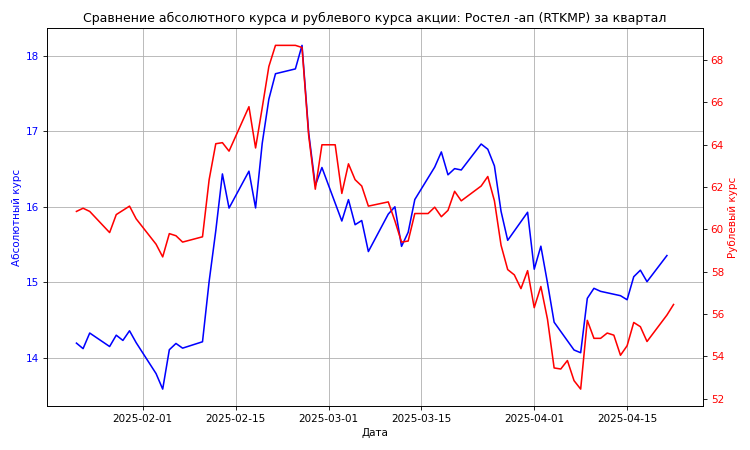 Сравнение абсолютного курса и рублевого курса акции: Ростел -ап (RTKMP) за квартал
Абсолютный курс
18
17
16
15
14
68
66
64
62
60
58
56
54
52
Рублевый курс
2025-02-01 2025-02-15 2025-03-01 2025-03-15 2025-04-01 2025-04-15
Дата